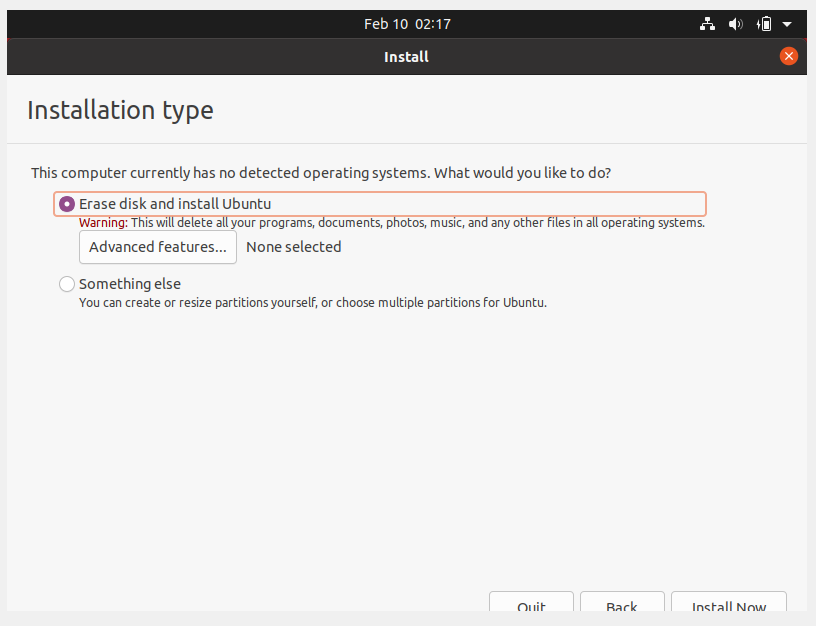 Feb 10 02:17
Install
Installation type
This computer currently has no detected operating systems. What would you like to do?
Erase disk and install Ubuntu
Warning: This will delete all your programs, documents, photos, music, and any other files in all operating systems.
Advanced features... None selected
Something else
You can create or resize partitions yourself, or choose multiple partitions for Ubuntu.
Quit Back Install Now